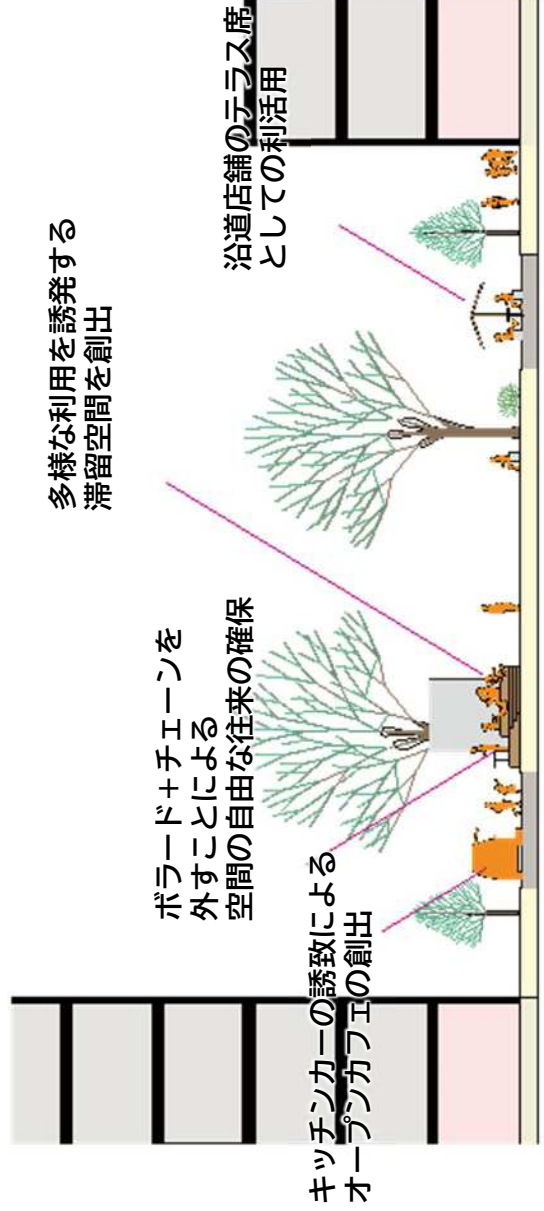 キッチンカーの誘致による
オープンカフェの創出
ボラード＋チェーンを
外すことによる
空間の自由な往来の確保
多様な利用を誘発する
滞留空間を創出
沿道店舗のテラス席
としての利活用